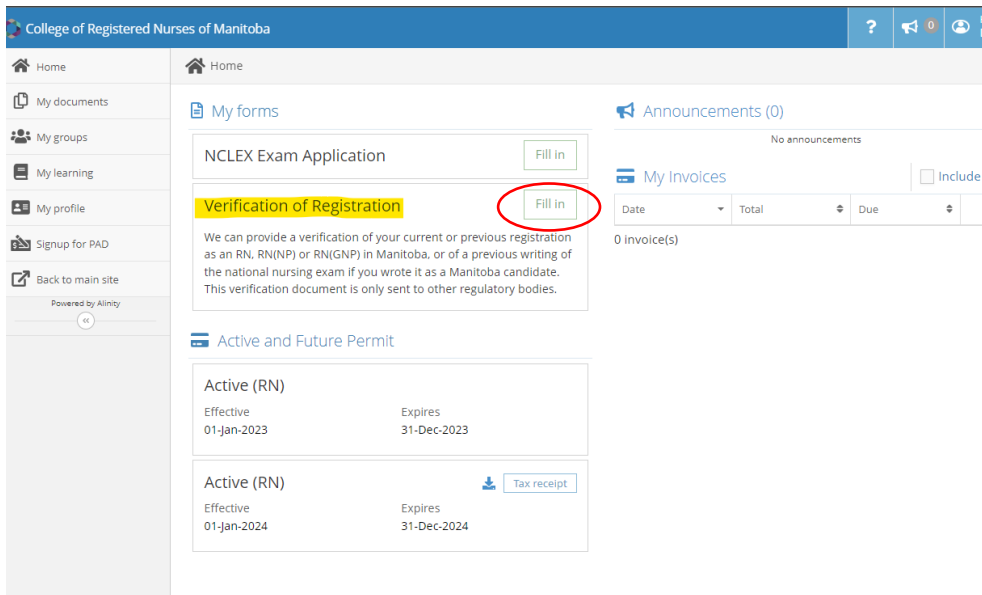 College of Registered Nurses of Manitoba
? 0
Home
My documents
My groups
My learning
My profile
Signup for PAD
Back to main site
Powered by Alinity
Home
My forms
NCLEX Exam Application
Fill in
Verification of Registration
Fill in
We can provide a verification of your current or previous registration
as an RN, RN(NP) or RN(GNP) in Manitoba, or of a previous writing of
the national nursing exam if you wrote it as a Manitoba candidate.
This verification document is only sent to other regulatory bodies.
Active and Future Permit
Active (RN)
Effective Expires
01-Jan-2023 31-Dec-2023
Active (RN)
Tax receipt
Effective Expires
01-Jan-2024 31-Dec-2024
Announcements (0)
No announcements
My Invoices
Include
Date Total Due
0 invoice(s)